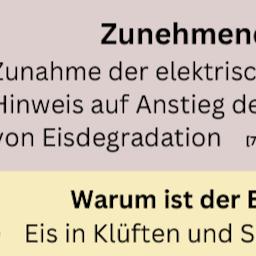 Zunehmend
Zunahme der elektrisc
Hinweis auf Anstieg de
von Eisdegradation [7
Warum ist der E
Eis in Klüften und S